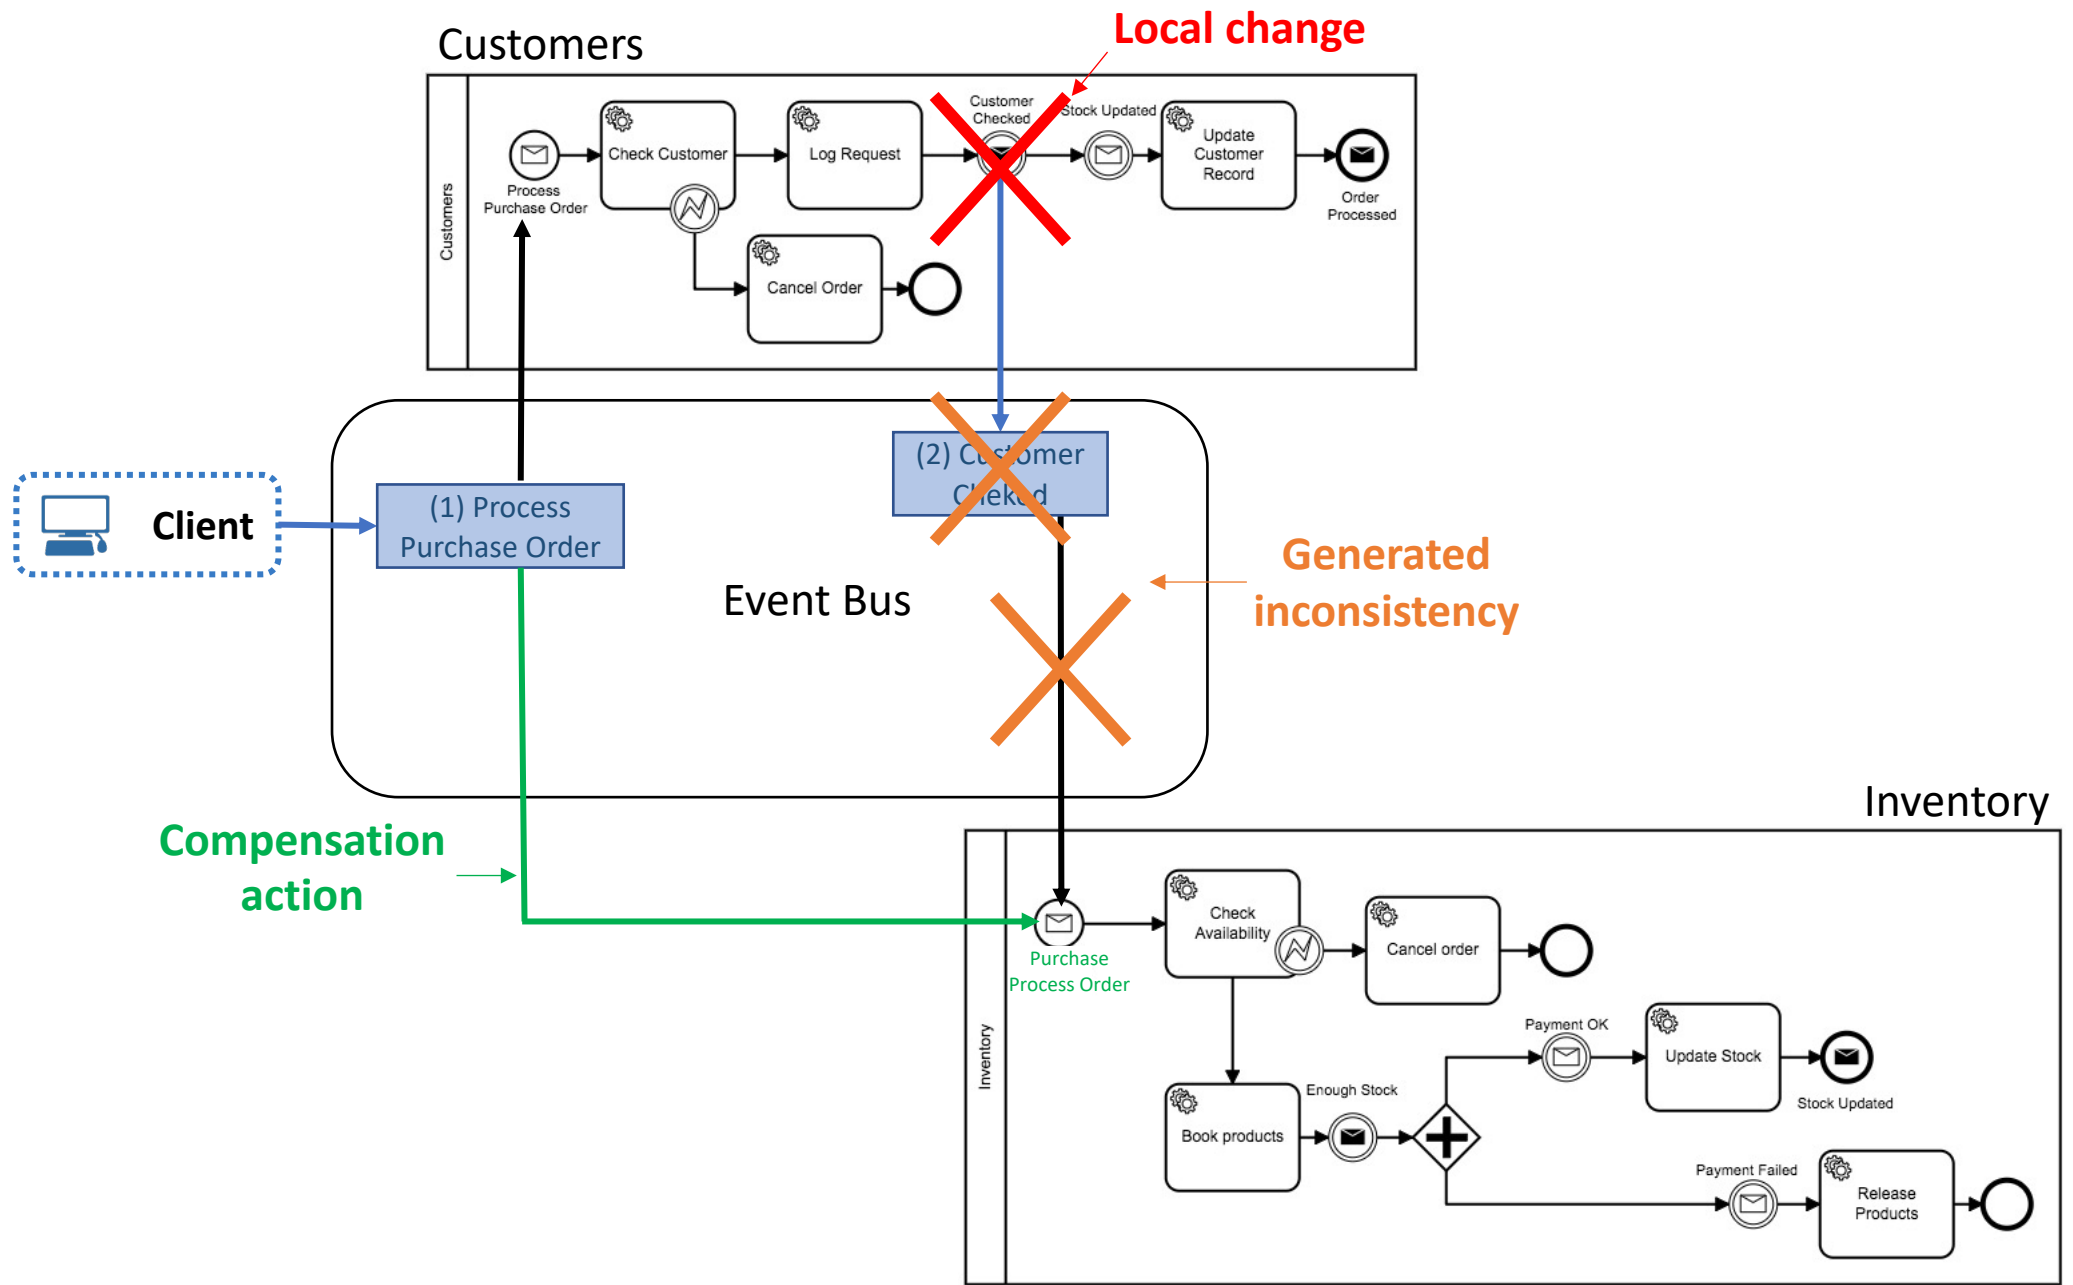 Local change
Customers
Customers
Process
Purchase Order
Check Customer
Log Request
Customer
Checked
Stock Updated
Update
Customer
Record
Order
Processed
Cancel Order
Client
(1) Process
Purchase Order
(2) Customer
Cheked
Event Bus
Generated
inconsistency
Compensation
action
Inventory
Inventory
Purchase
Process Order
Check
Availability
Cancel order
Payment OK
Update Stock
Stock Updated
Book products
Enough Stock
Payment Failed
Release
Products